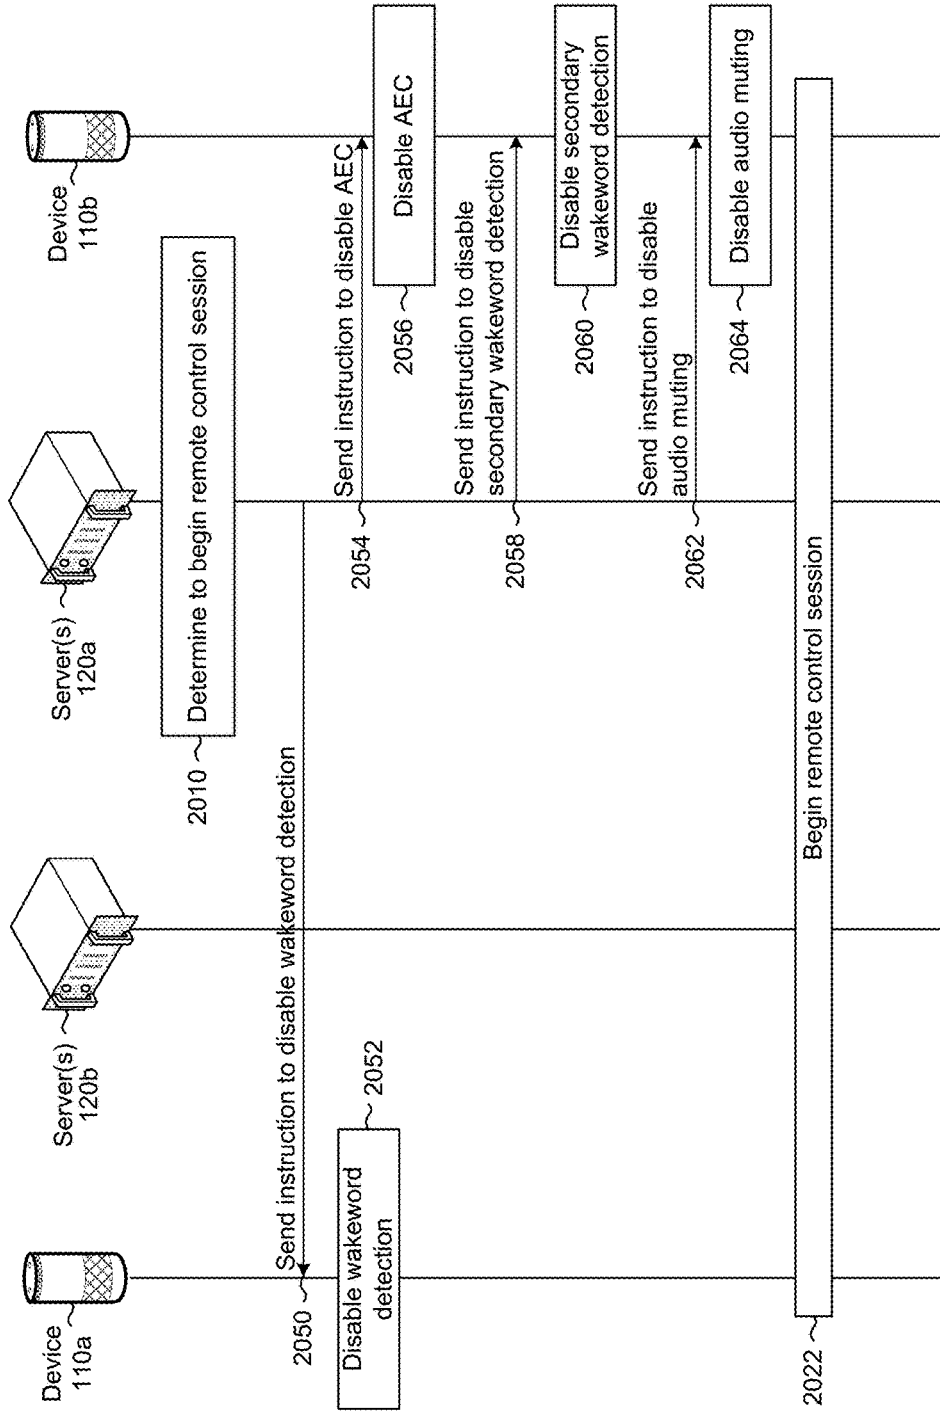 Device
110a
Server(s)
120b
Server(s)
120a
Device
110b
2010
Determine to begin remote control session
Send instruction to disable wakeword detection
2050
Disable wakeword
detection
2052
Send instruction to disable AEC
2054
Disable AEC
2056
Send instruction to disable
secondary wakeword detection
2058
Disable secondary
wakeword detection
2060
Send instruction to disable
audio muting
2062
Disable audio muting
2064
Begin remote control session
2022